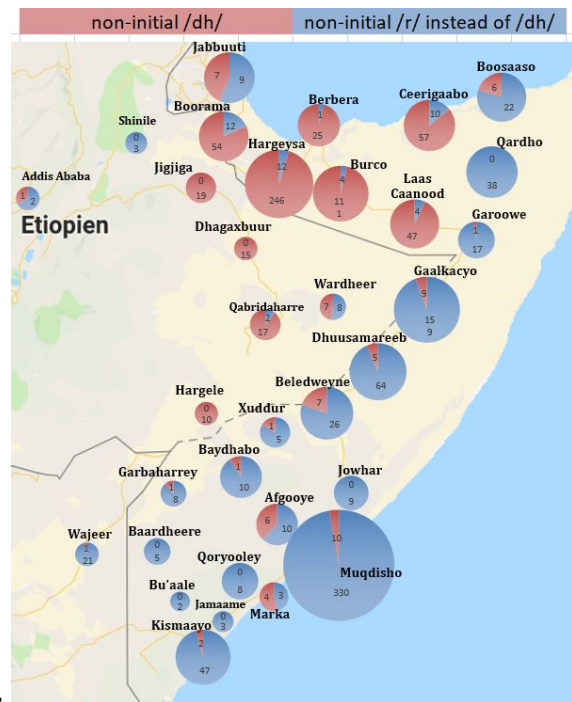 non-initial /dh/
non-initial /r/ instead of /dh/
Jabbuuti
7
9
Boosaaso
6
22
Boorama
12
54
Berbera
1
25
Ceerigaabo
10
57
Shinile
0
3
Hargeysa
12
246
Burco
4
11
1
Qardho
0
38
Addis Ababa
1
2
Jigjiga
0
19
Laas
Caanood
4
47
Garoowe
1
17
Etiopien
Dhagaxbuur
0
15
Gaalkacyo
9
15
9
Wardheer
7
8
Qabridaharre
2
17
Dhuusamareeb
5
64
Hargele
0
10
Beledweyne
7
26
Xuddur
1
5
Baydhabo
1
10
Garbaharrey
1
8
Jowhar
0
9
Afgooye
6
10
Wajeer
1
21
Baardheere
0
5
Muqdisho
10
330
Qoryooley
0
8
Bu'aale
0
2
Marka
4
3
Jamaame
0
3
Kismaayo
2
47